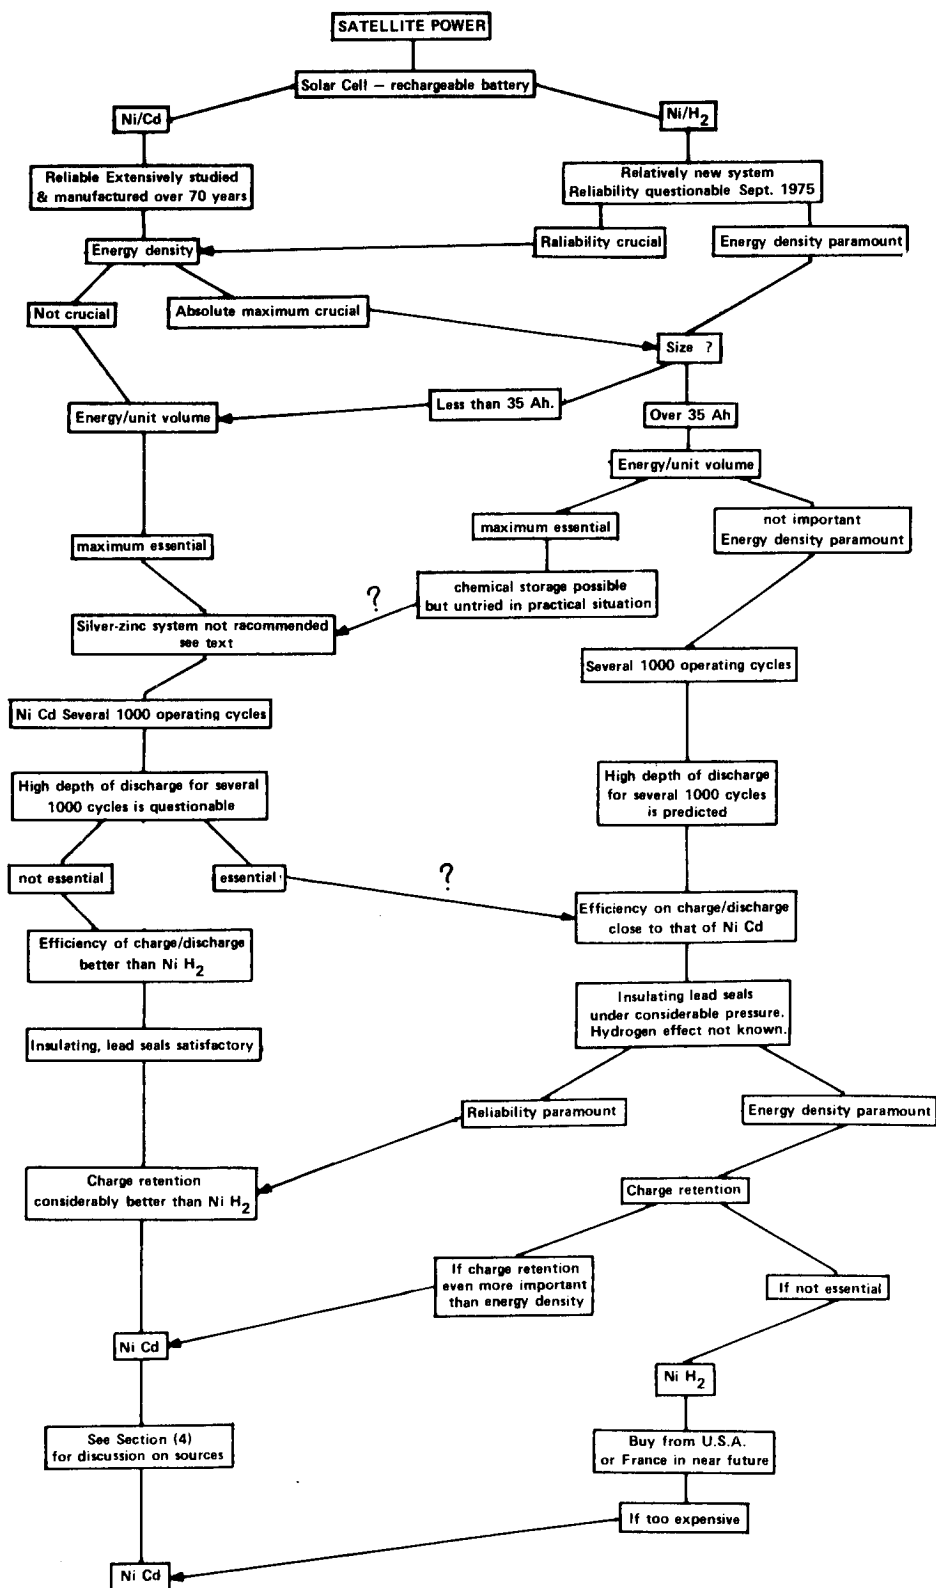 SATELLITE POWER
Solar Cell – rechargeable battery
Ni/Cd
Ni/H2
Reliable Extensively studied
& manufactured over 70 years
Relatively new system
Reliability questionable Sept. 1975
Energy density
Raliability crucial
Energy density paramount
Not crucial
Absolute maximum crucial
Size ?
Energy/unit volume
Less than 35 Ah.
Over 35 Ah
Energy/unit volume
maximum essential
maximum essential
not important
Energy density paramount
chemical storage possible
but untried in practical situation
?
Silver-zinc system not racommended
see text
Several 1000 operating cycles
Ni Cd Several 1000 operating cycles
High depth of discharge for several
1000 cycles is questionable
High depth of discharge
for several 1000 cycles
is predicted
not essential
essential
?
Efficiency on charge/discharge
close to that of Ni Cd
Efficiency of charge/discharge
better than Ni H2
Insulating lead seals
under considerable pressure.
Hydrogen effect not known.
Insulating, lead seals satisfactory
Reliability paramount
Energy density paramount
Charge retention
considerably better than Ni H2
Charge retention
If charge retention
even more important
than energy density
If not essential
Ni Cd
Ni H2
See Section (4)
for discussion on sources
Buy from U.S.A.
or France in near future
If too expensive
Ni Cd